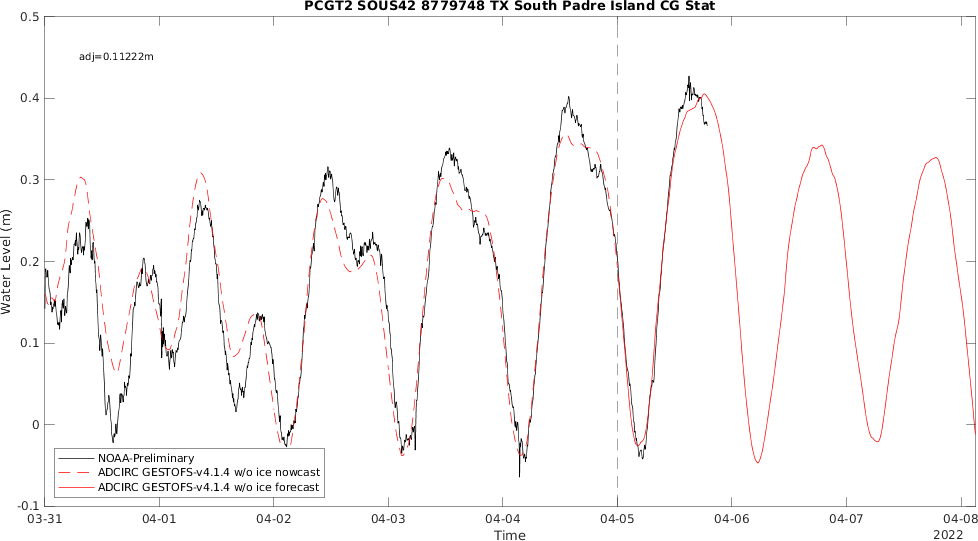 PCGT2 SOUS42 8779748 TX South Padre Island CG Stat
adj=0.11222m
0.5
0.4
0.3
0.2
0.1
0
-0.1
Water Level (m)
NOAA-Preliminary
ADCIRC GESTOFS-v4.1.4 w/o ice nowcast
ADCIRC GESTOFS-v4.1.4 w/o ice forecast
03-31 04-01 04-02 04-03 04-04 04-05 04-06 04-07 04-08
Time
2022